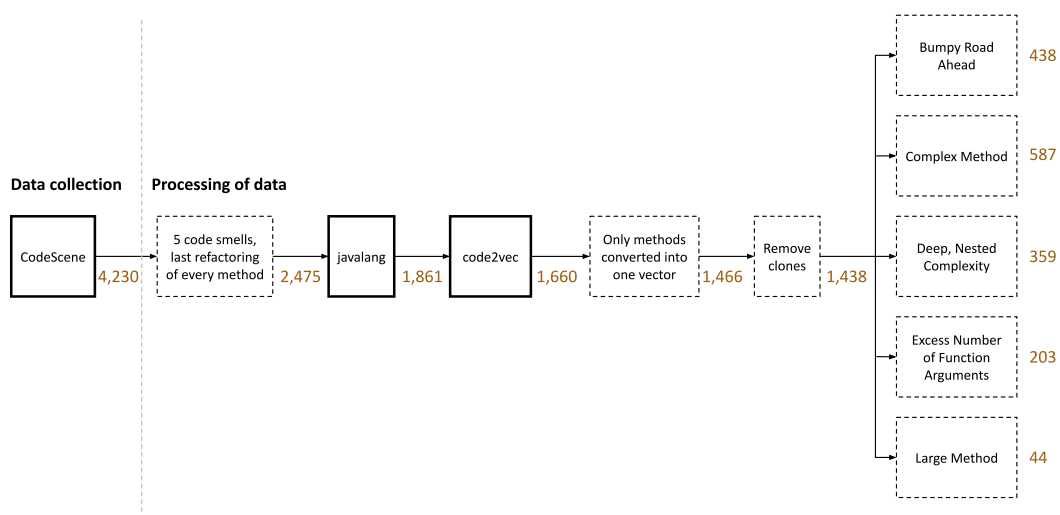 Data collection
Processing of data
CodeScene
4,230
5 code smells,
last refactoring
of every method
2,475
javalang
1,861
code2vec
1,660
Only methods
converted into
one vector
1,466
Remove
clones
1,438
Bumpy Road
Ahead
438
Complex Method
587
Deep, Nested
Complexity
359
Excess Number
of Function
Arguments
203
Large Method
44